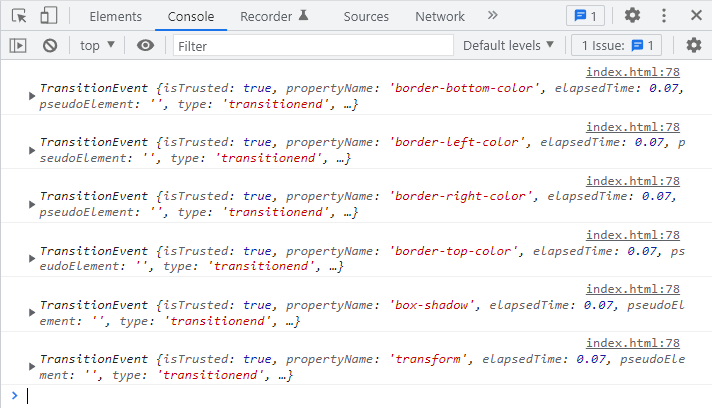 Elements Console Recorder Sources Network » 1
top ▼ Filter Default levels ▼ 1 Issue: 1
index.html:78
TransitionEvent {isTrusted: true, propertyName: 'border-bottom-color', elapsedTime: 0.07,
pseudoElement: '', type: 'transitionend', …}
index.html:78
TransitionEvent {isTrusted: true, propertyName: 'border-left-color', elapsedTime: 0.07, p
seudoElement: '', type: 'transitionend', …}
index.html:78
TransitionEvent {isTrusted: true, propertyName: 'border-right-color', elapsedTime: 0.07,
pseudoElement: '', type: 'transitionend', …}
index.html:78
TransitionEvent {isTrusted: true, propertyName: 'border-top-color', elapsedTime: 0.07, ps
eudoElement: '', type: 'transitionend', …}
index.html:78
TransitionEvent {isTrusted: true, propertyName: 'box-shadow', elapsedTime: 0.07, pseudoEl
ement: '', type: 'transitionend', …}
index.html:78
TransitionEvent {isTrusted: true, propertyName: 'transform', elapsedTime: 0.07, pseudoEle
ment: '', type: 'transitionend', …}